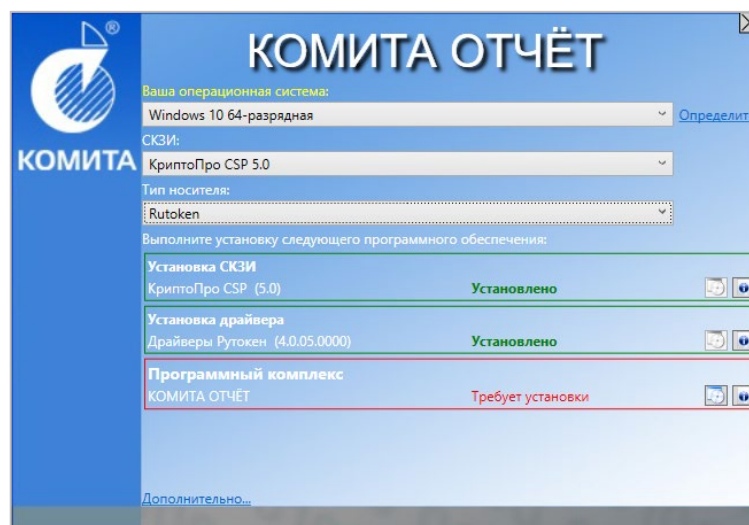 КОМИТА ОТЧЁТ
Ваша операционная система:
Windows 10 64-разрядная
Определит
СКЗИ:
КОМИТА
КриптоПро CSP 5.0
Тип носителя:
Rutoken
Выполните установку следующего программного обеспечения:
Установка СКЗИ
КриптоПро CSP (5.0) Установлено
Установка драйвера
Драйверы Рутокен (4.0.05.0000) Установлено
Программный комплекс
КОМИТА ОТЧЁТ Требует установки
Дополнительно...